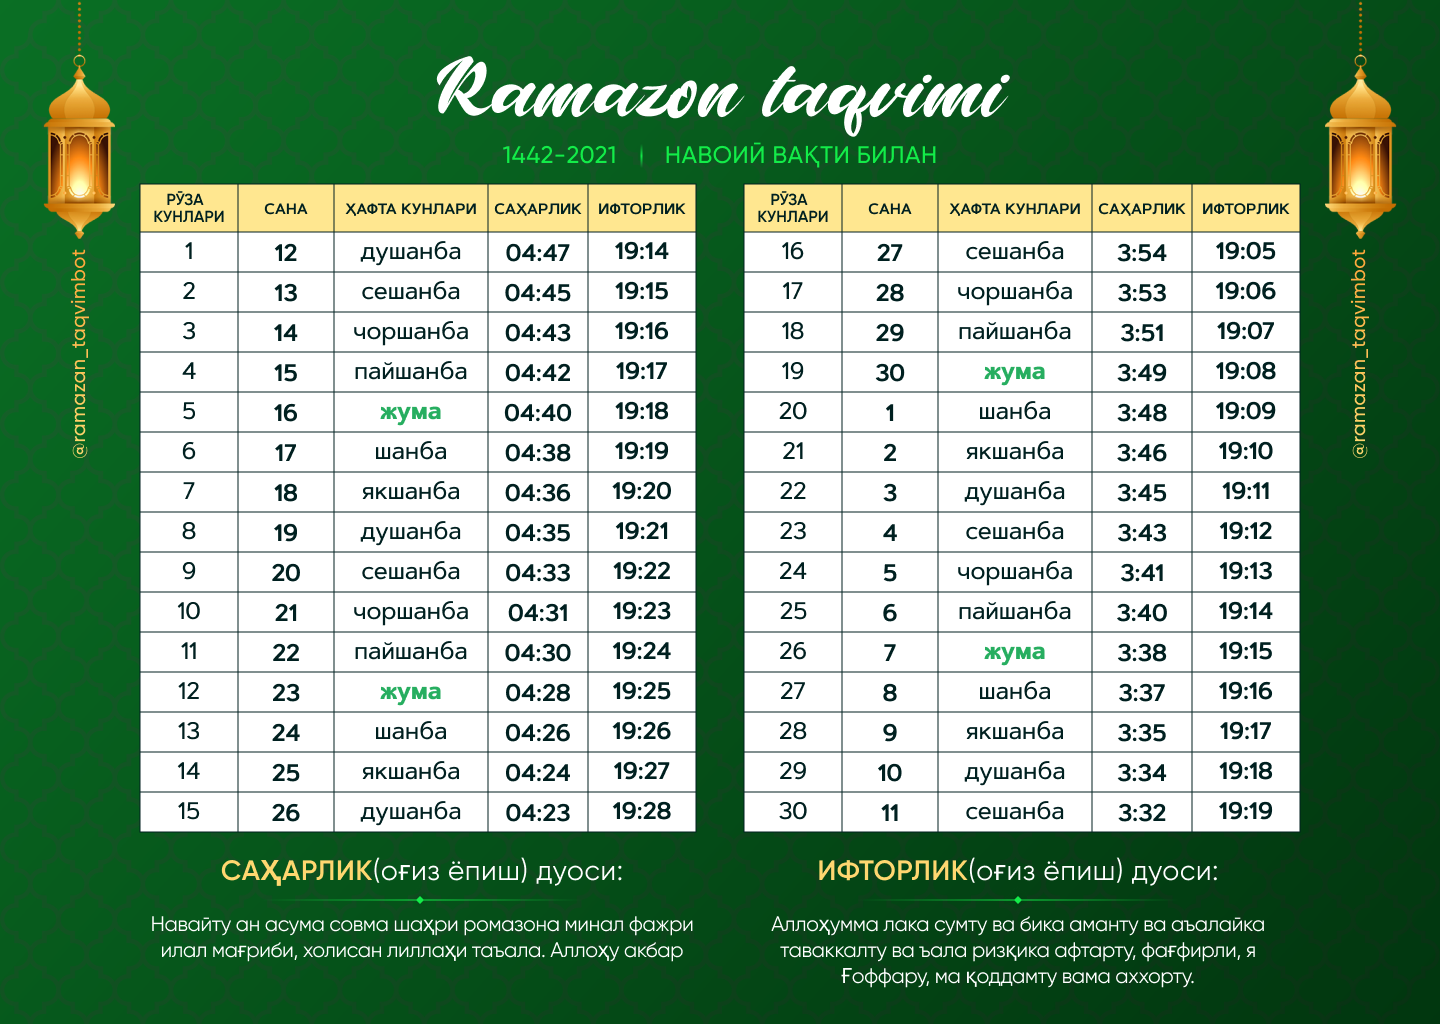 Ramazon taqvimi
1442-2021 | НАВОИЙ ВАҚТИ БИЛАН
РЎЗА КУНЛАРИ САНА ҲАФТА КУНЛАРИ САҲАРЛИК ИФТОРЛИК
1 12 душанба 04:47 19:14
2 13 сешанба 04:45 19:15
3 14 чоршанба 04:43 19:16
4 15 пайшанба 04:42 19:17
5 16 жума 04:40 19:18
6 17 шанба 04:38 19:19
7 18 якшанба 04:36 19:20
8 19 душанба 04:35 19:21
9 20 сешанба 04:33 19:22
10 21 чоршанба 04:31 19:23
11 22 пайшанба 04:30 19:24
12 23 жума 04:28 19:25
13 24 шанба 04:26 19:26
14 25 якшанба 04:24 19:27
15 26 душанба 04:23 19:28
РЎЗА КУНЛАРИ САНА ҲАФТА КУНЛАРИ САҲАРЛИК ИФТОРЛИК
16 27 сешанба 3:54 19:05
17 28 чоршанба 3:53 19:06
18 29 пайшанба 3:51 19:07
19 30 жума 3:49 19:08
20 1 шанба 3:48 19:09
21 2 якшанба 3:46 19:10
22 3 душанба 3:45 19:11
23 4 сешанба 3:43 19:12
24 5 чоршанба 3:41 19:13
25 6 пайшанба 3:40 19:14
26 7 жума 3:38 19:15
27 8 шанба 3:37 19:16
28 9 якшанба 3:35 19:17
29 10 душанба 3:34 19:18
30 11 сешанба 3:32 19:19
САҲАРЛИК(оғиз ёпиш) дуоси:
Навайту ан асума совма шаҳри ромазона минал фажри
илал мағриби, холисан лиллаҳи таъала. Аллоҳу акбар
ИФТОРЛИК(оғиз ёпиш) дуоси:
Аллоҳумма лака сумту ва бика аманту ва аъалайка
таваккалту ва ъала ризқика афтарту, фағфирли, я
Ғоффару, ма қоддамту вама аххорту.
@ramazan_taqvimbot
@ramazan_taqvimbot